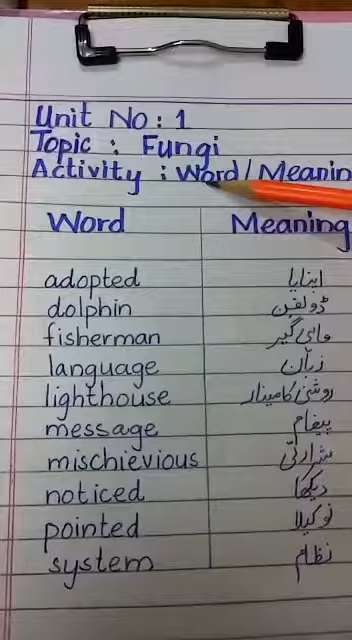 Unit No: 1
Topic : Fungi
Activity : Word/Meanin
Word Meaning
adopted اپنایا
dolphin ڈولفن
fisherman ماہی گیر
language زبان
lighthouse روشنی کا مینار
message پیغام
mischievious شرارتی
noticed دیکھا
pointed نوکیلا
system نظام